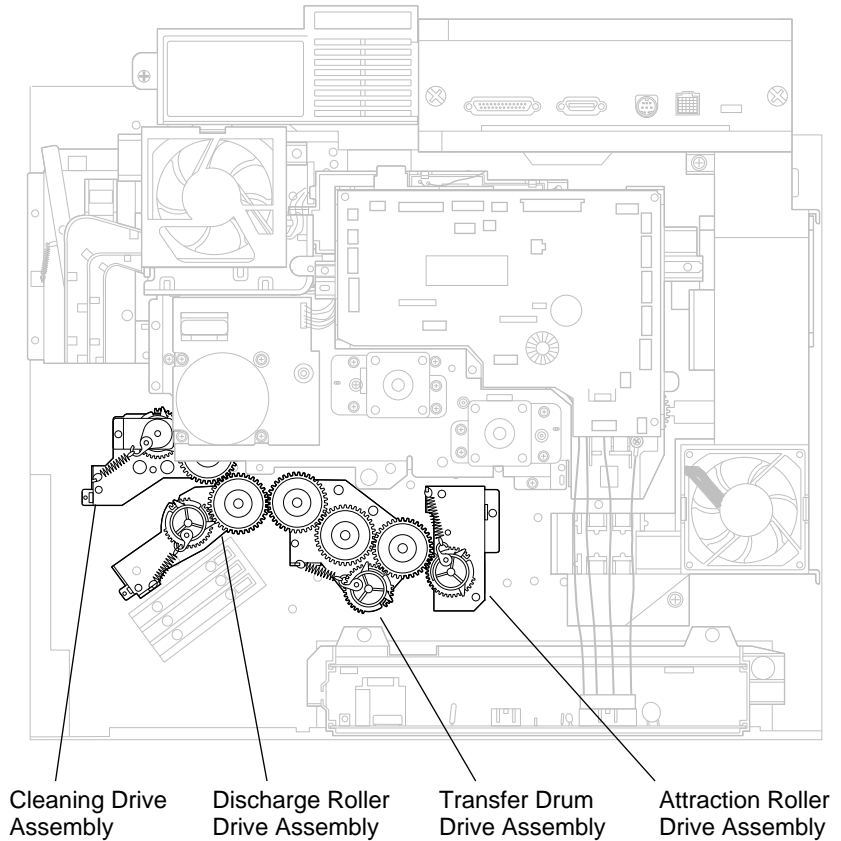 Cleaning Drive
Assembly
Discharge Roller
Drive Assembly
Transfer Drum
Drive Assembly
Attraction Roller
Drive Assembly